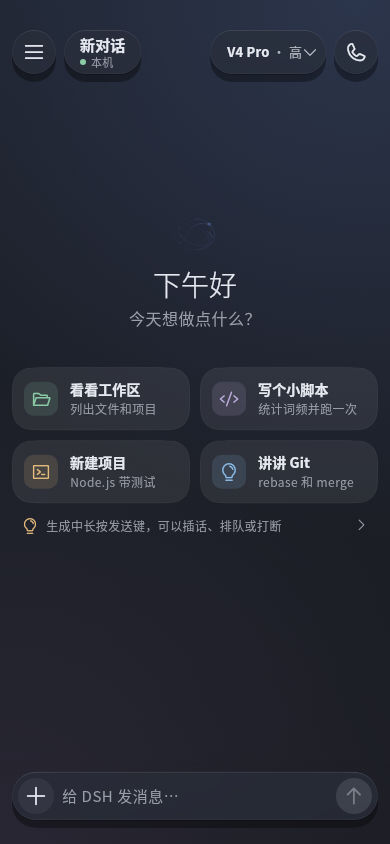 新对话
本机
V4 Pro · 高
下午好
今天想做点什么？
看看工作区
列出文件和项目
写个小脚本
统计词频并跑一次
新建项目
Node.js 带测试
讲讲 Git
rebase 和 merge
生成中长按发送键，可以插话、排队或打断
给 DSH 发消息…